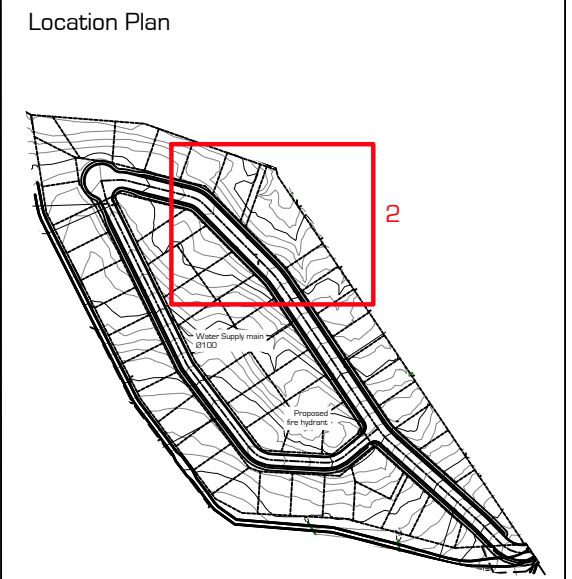 Location Plan
2
Water Supply main
Ø100
Proposed
fire hydrant